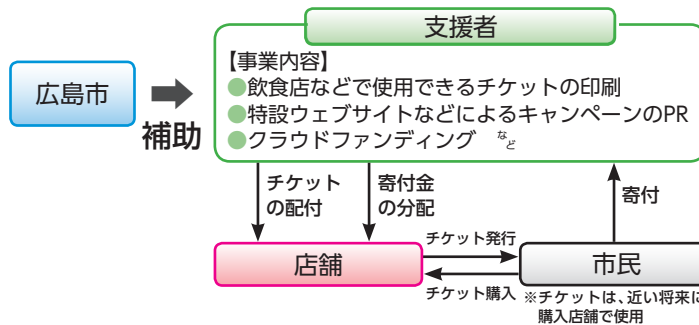 支援者
【事業内容】
●飲食店などで使用できるチケットの印刷
●特設ウェブサイトなどによるキャンペーンのPR
●クラウドファンディング など
広島市
補助
チケット
の配付
寄付金
の分配
寄付
店舗
チケット発行
チケット購入
市民
※チケットは、近い将来に
購入店舗で使用